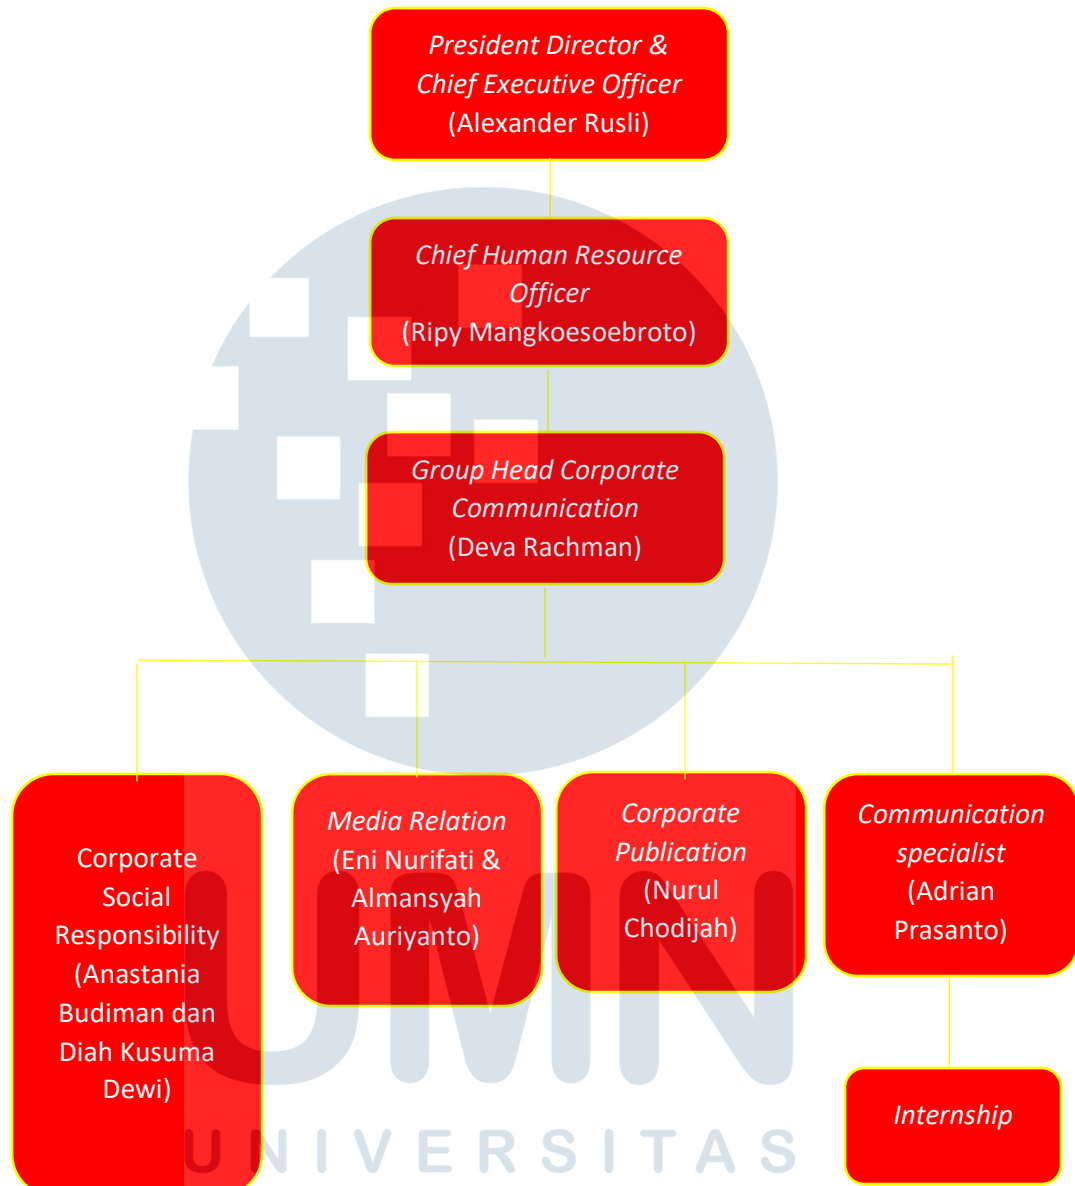 President Director &
Chief Executive Officer
(Alexander Rusli)
Chief Human Resource
Officer
(Ripy Mangkoesoebroto)
Group Head Corporate
Communication
(Deva Rachman)
Corporate
Social
Responsibility
(Anastania
Budiman dan
Diah Kusuma
Dewi)
Media Relation
(Eni Nurifati &
Almansyah
Auriyanto)
Corporate
Publication
(Nurul
Chodijah)
Communication
specialist
(Adrian
Prasanto)
Internship
UMN
UNIVERSITAS